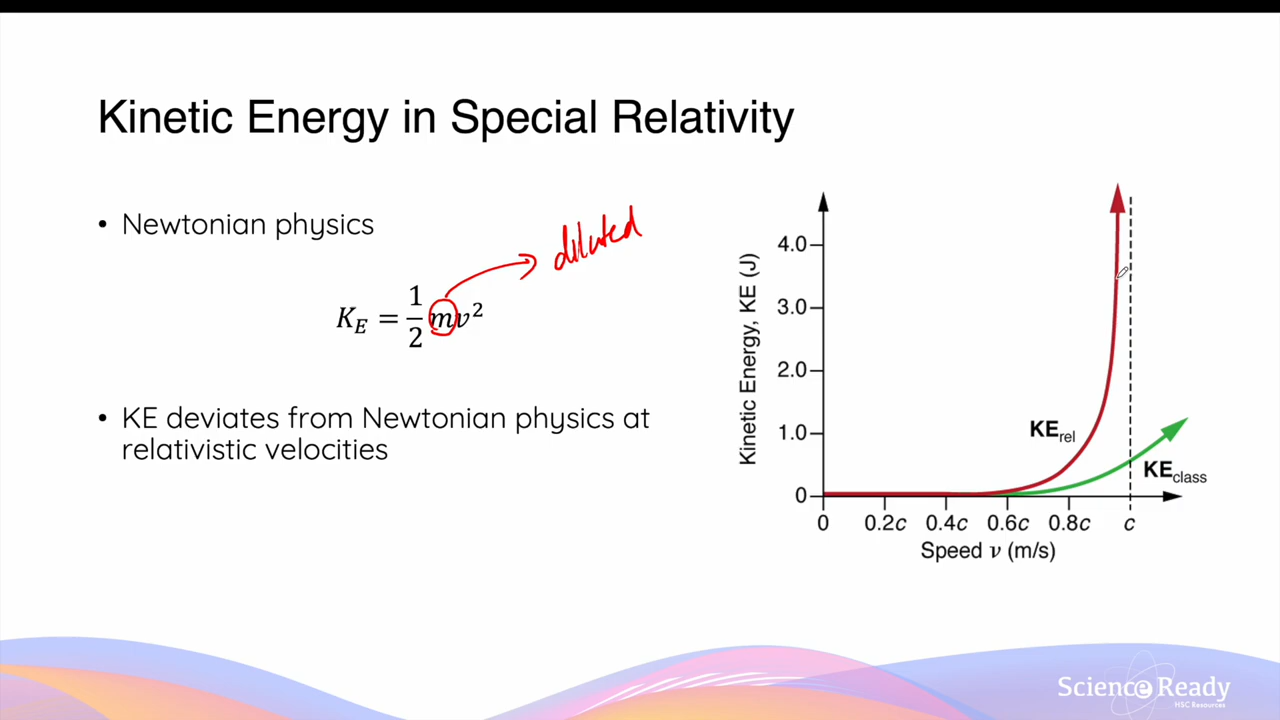 Kinetic Energy in Special Relativity
• Newtonian physics
diluted
K_E = 1/2 mv²
• KE deviates from Newtonian physics at
relativistic velocities
Kinetic Energy, KE (J)
4.0
3.0
2.0
1.0
0
KE_rel
KE_class
0 0.2c 0.4c 0.6c 0.8c c
Speed v (m/s)
Science Ready
HSC Resources